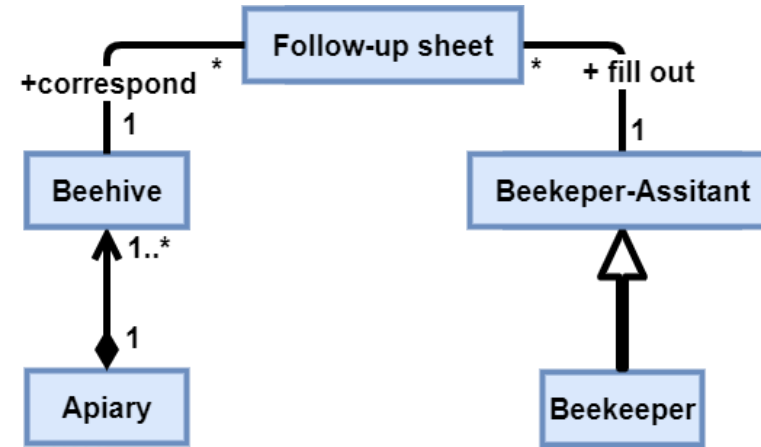 Follow-up sheet
* *
+correspond + fill out
1 1
Beehive Beekeper-Assitant
1..*
1
Apiary Beekeeper